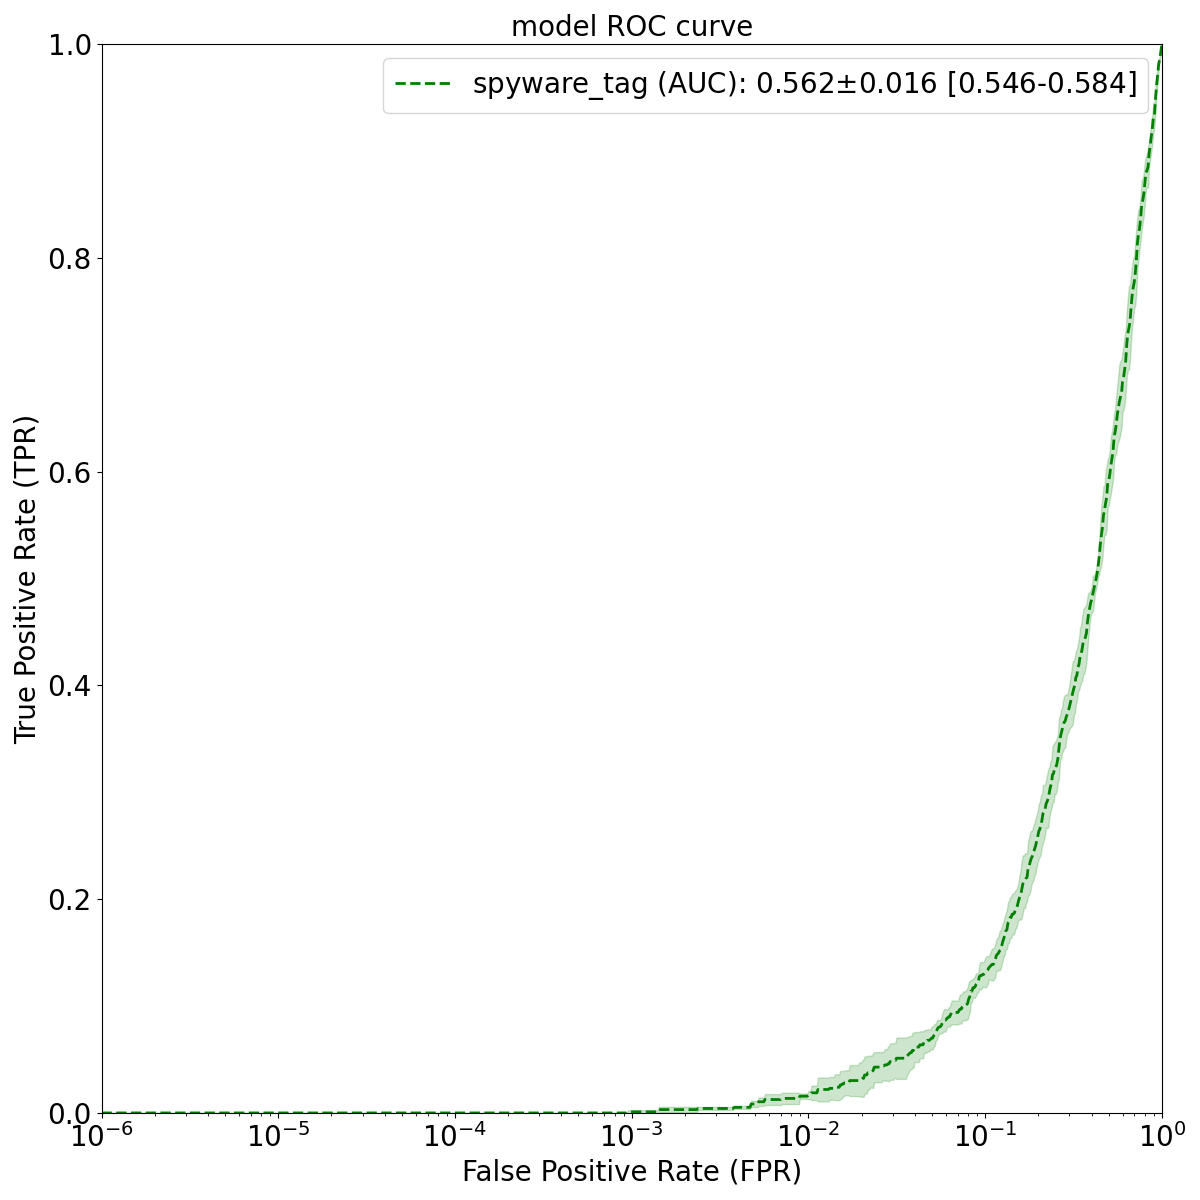 model ROC curve
spyware_tag (AUC): 0.562±0.016 [0.546-0.584]
True Positive Rate (TPR)
1.0
0.8
0.6
0.4
0.2
0.0
10⁻⁶ 10⁻⁵ 10⁻⁴ 10⁻³ 10⁻² 10⁻¹ 10⁰
False Positive Rate (FPR)